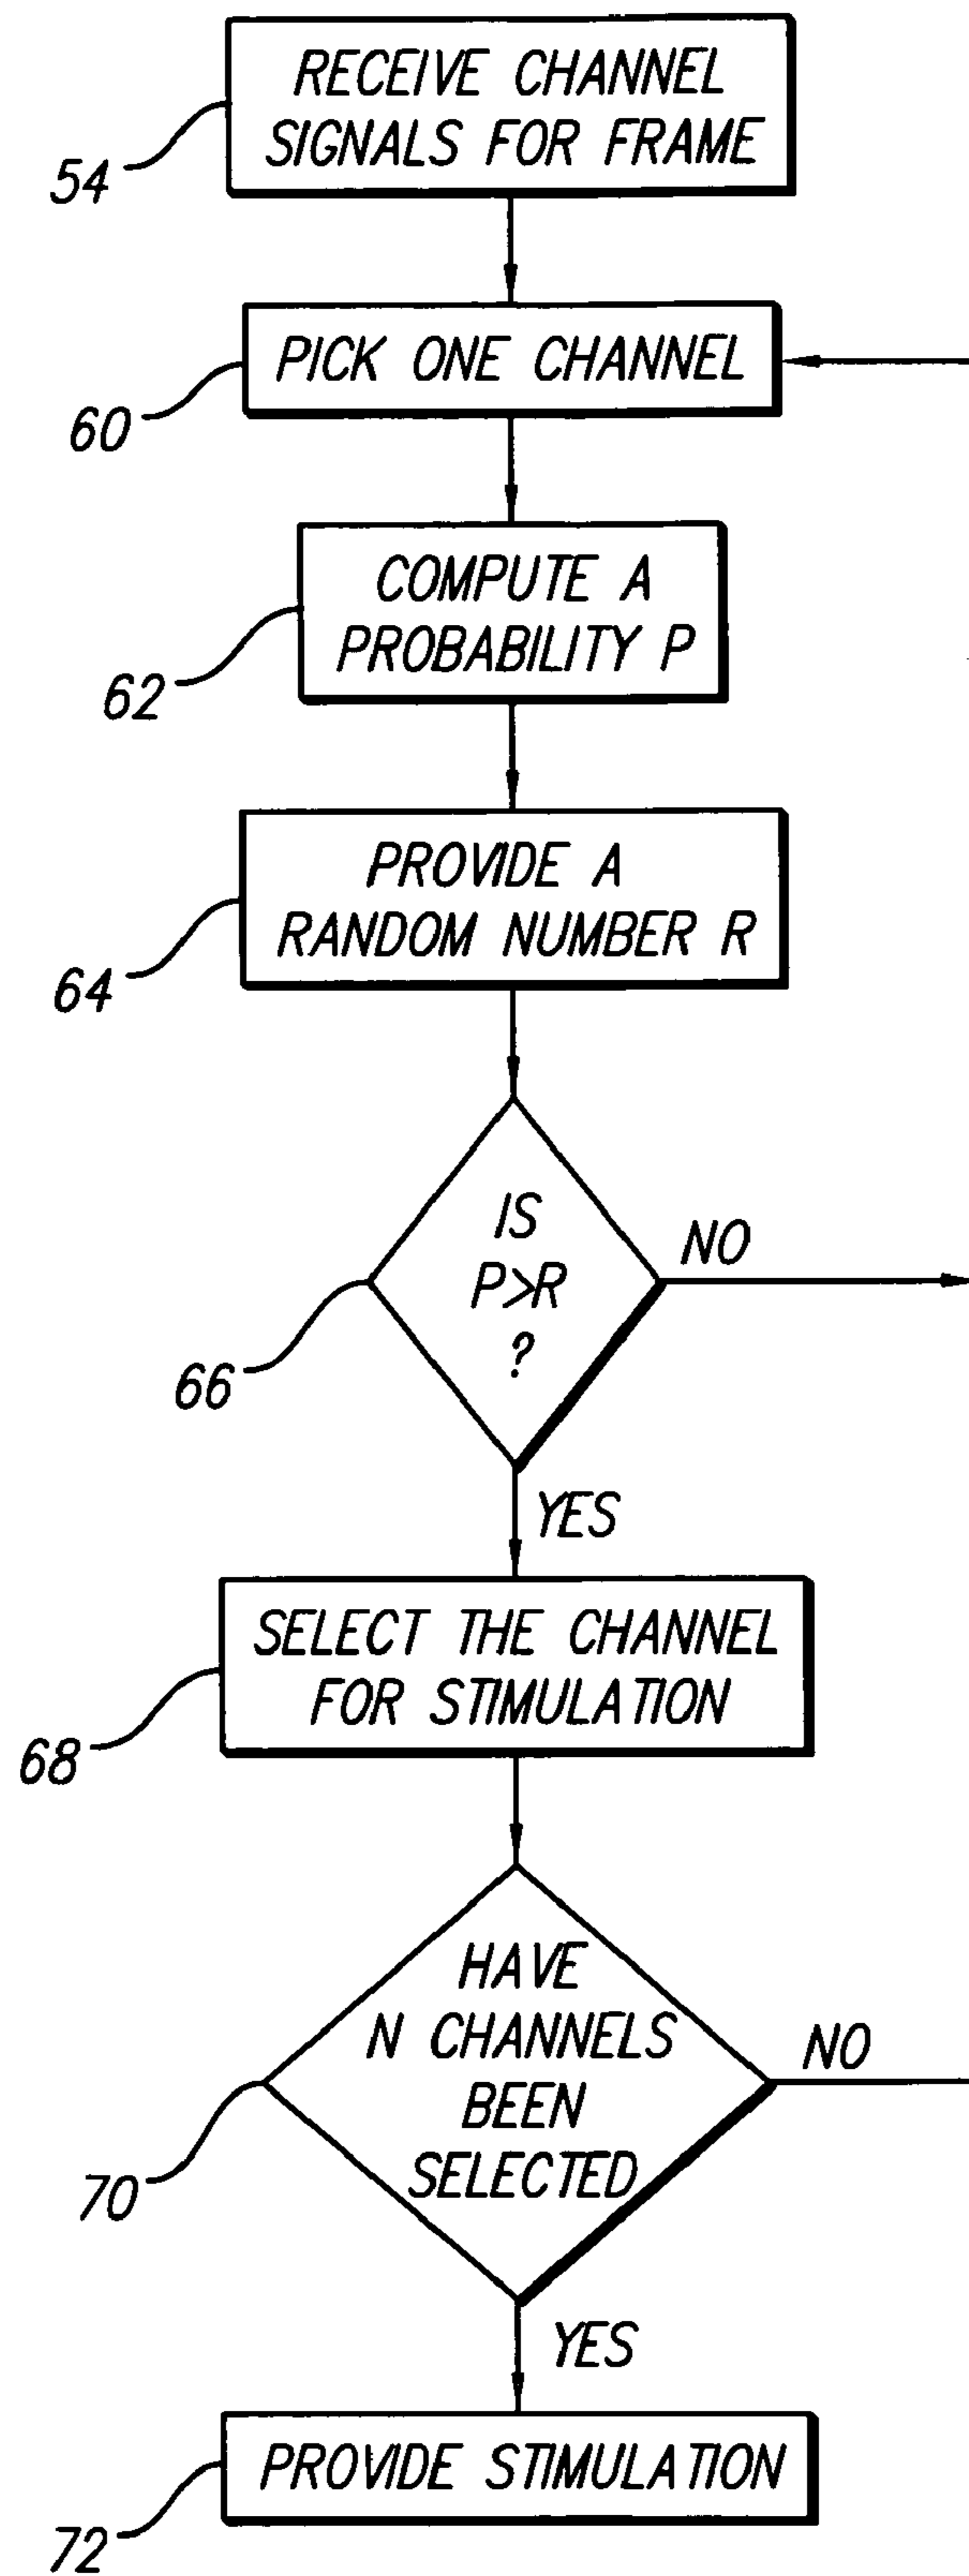 RECEIVE CHANNEL
SIGNALS FOR FRAME
54
PICK ONE CHANNEL
60
COMPUTE A
PROBABILITY P
62
PROVIDE A
RANDOM NUMBER R
64
IS
P>R
?
NO
66
YES
SELECT THE CHANNEL
FOR STIMULATION
68
HAVE
N CHANNELS
BEEN
SELECTED
NO
70
YES
PROVIDE STIMULATION
72